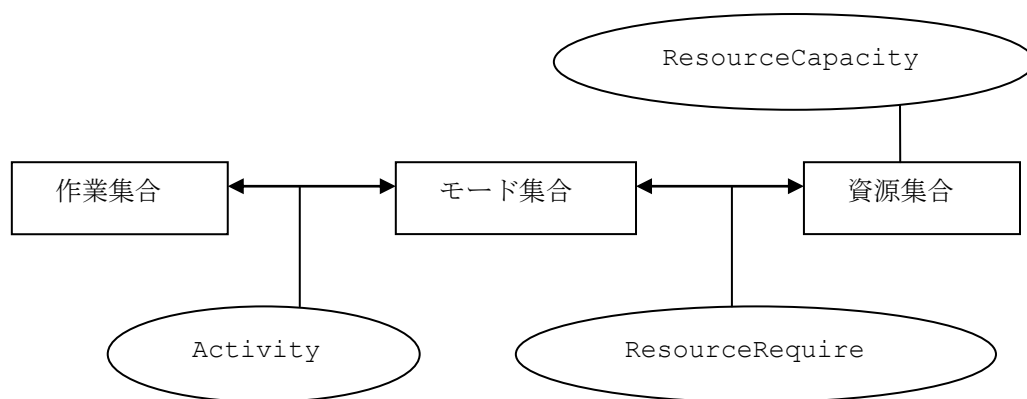 ResourceCapacity
作業集合
モード集合
資源集合
Activity
ResourceRequire